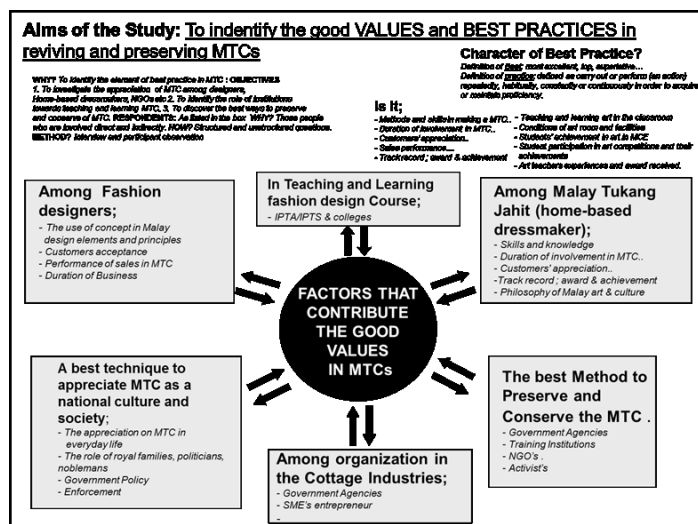 Aims of the Study: To indentify the good VALUES and BEST PRACTICES in
reviving and preserving MTCs
WHY? To identify the element of best practice in MTC : OBJECTIVES
1. To investigate the appreciation of MTC among designers,
Home-based dressmakers, NGOs etc 2. To identify the role of institutions
towards teaching and learning MTC, 3. To discover the best ways to preserve
and conserve of MTC. RESPONDENTS: As listed in the box WHY? Those people
who are involved direct and indirectly. HOW? Structured and unstructured questions.
METHOD? Interview and participant observation
Character of Best Practice?
Definition of Best: most excellent, top, superlative...
Definition of practice: defined as carry out or perform (an action)
repeatedly, habitually, constantly or continuously in order to acquire
or maintain proficiency.
Is it;
- Methods and skills in making a MTC..
- Duration of involvement in MTC..
- Customers' appreciation..
- Sales performance....
- Track record ; award & achievement
- Teaching and learning art in the classroom
- Conditions of art room and facilities
- Students' achievement in art in MCE
- Student participation in art competitions and their
achievements
- Art teachers experiences and award received.
Among Fashion
designers;
- The use of concept in Malay
design elements and principles
- Customers acceptance
- Performance of sales in MTC
- Duration of Business
In Teaching and Learning
fashion design Course;
- IPTA/IPTS & colleges
Among Malay Tukang
Jahit (home-based
dressmaker);
- Skills and knowledge
- Duration of involvement in MTC..
- Customers' appreciation..
-Track record ; award & achievement
- Philosophy of Malay art & culture
FACTORS THAT
CONTRIBUTE
THE GOOD
VALUES
IN MTCs
A best technique to
appreciate MTC as a
national culture and
society;
- The appreciation on MTC in
everyday life
- The role of royal families, politicians,
noblemans
- Government Policy
- Enforcement
Among organization in
the Cottage Industries;
- Government Agencies
- SME's entrepreneur
-
The best Method to
Preserve and
Conserve the MTC .
- Government Agencies
- Training Institutions
- NGO's .
- Activist's